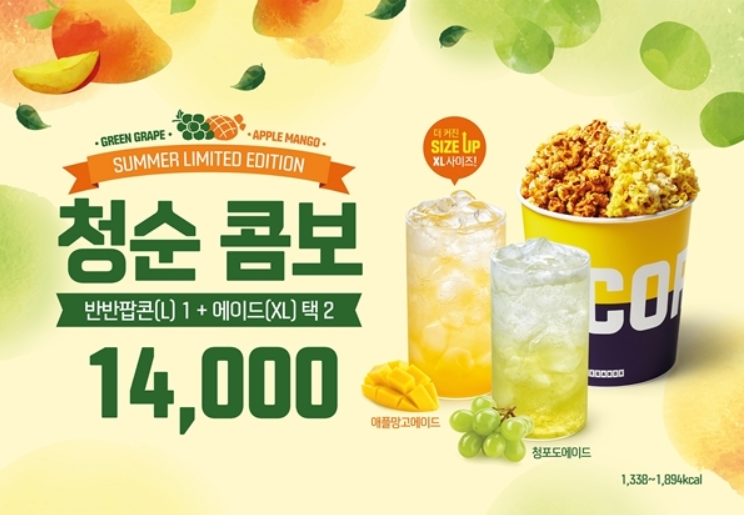 • GREEN GRAPE •
• APPLE MANGO •
SUMMER LIMITED EDITION
청순 콤보
반반팝콘(L) 1 + 에이드(XL) 택 2
14,000
더 커진
SIZE UP
XL사이즈!
애플망고에이드
청포도에이드
1,338~1,894kcal